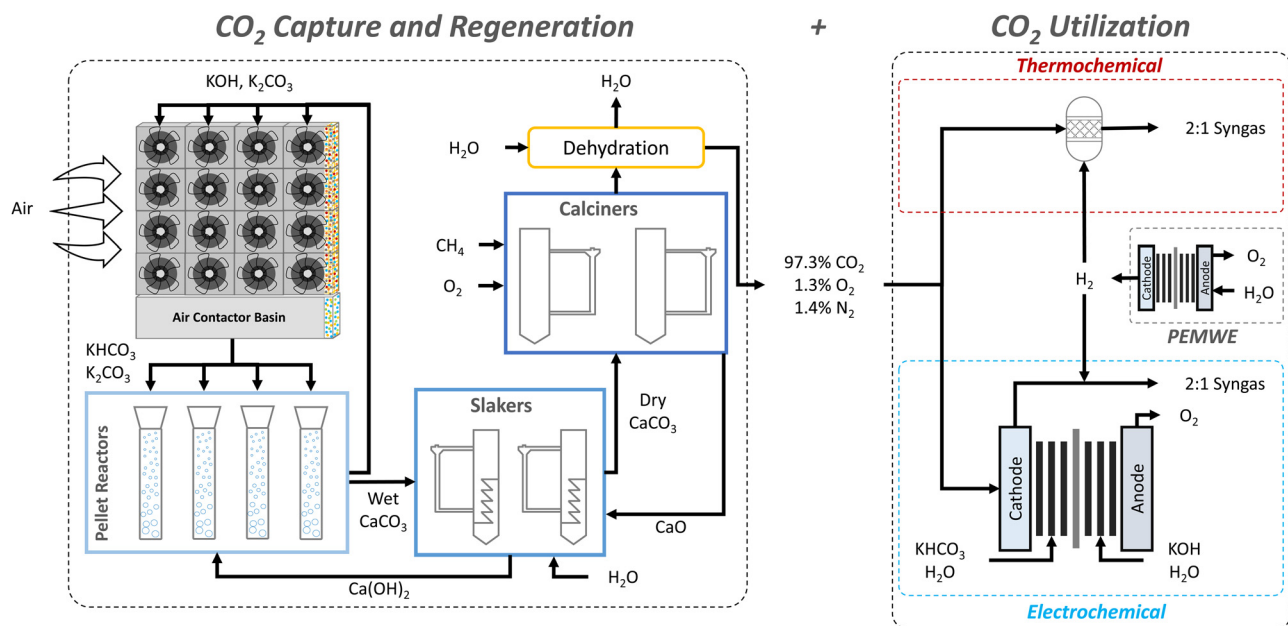 CO₂ Capture and Regeneration
+
CO₂ Utilization
KOH, K₂CO₃
Air
Air Contactor Basin
KHCO₃
K₂CO₃
Pellet Reactors
Wet
CaCO₃
Ca(OH)₂
Slakers
H₂O
Dry
CaCO₃
CaO
Calciners
CH₄
O₂
H₂O
Dehydration
H₂O
97.3% CO₂
1.3% O₂
1.4% N₂
Thermochemical
2:1 Syngas
H₂
Cathode
Anode
O₂
H₂O
PEMWE
2:1 Syngas
O₂
Cathode
Anode
KHCO₃
H₂O
KOH
H₂O
Electrochemical